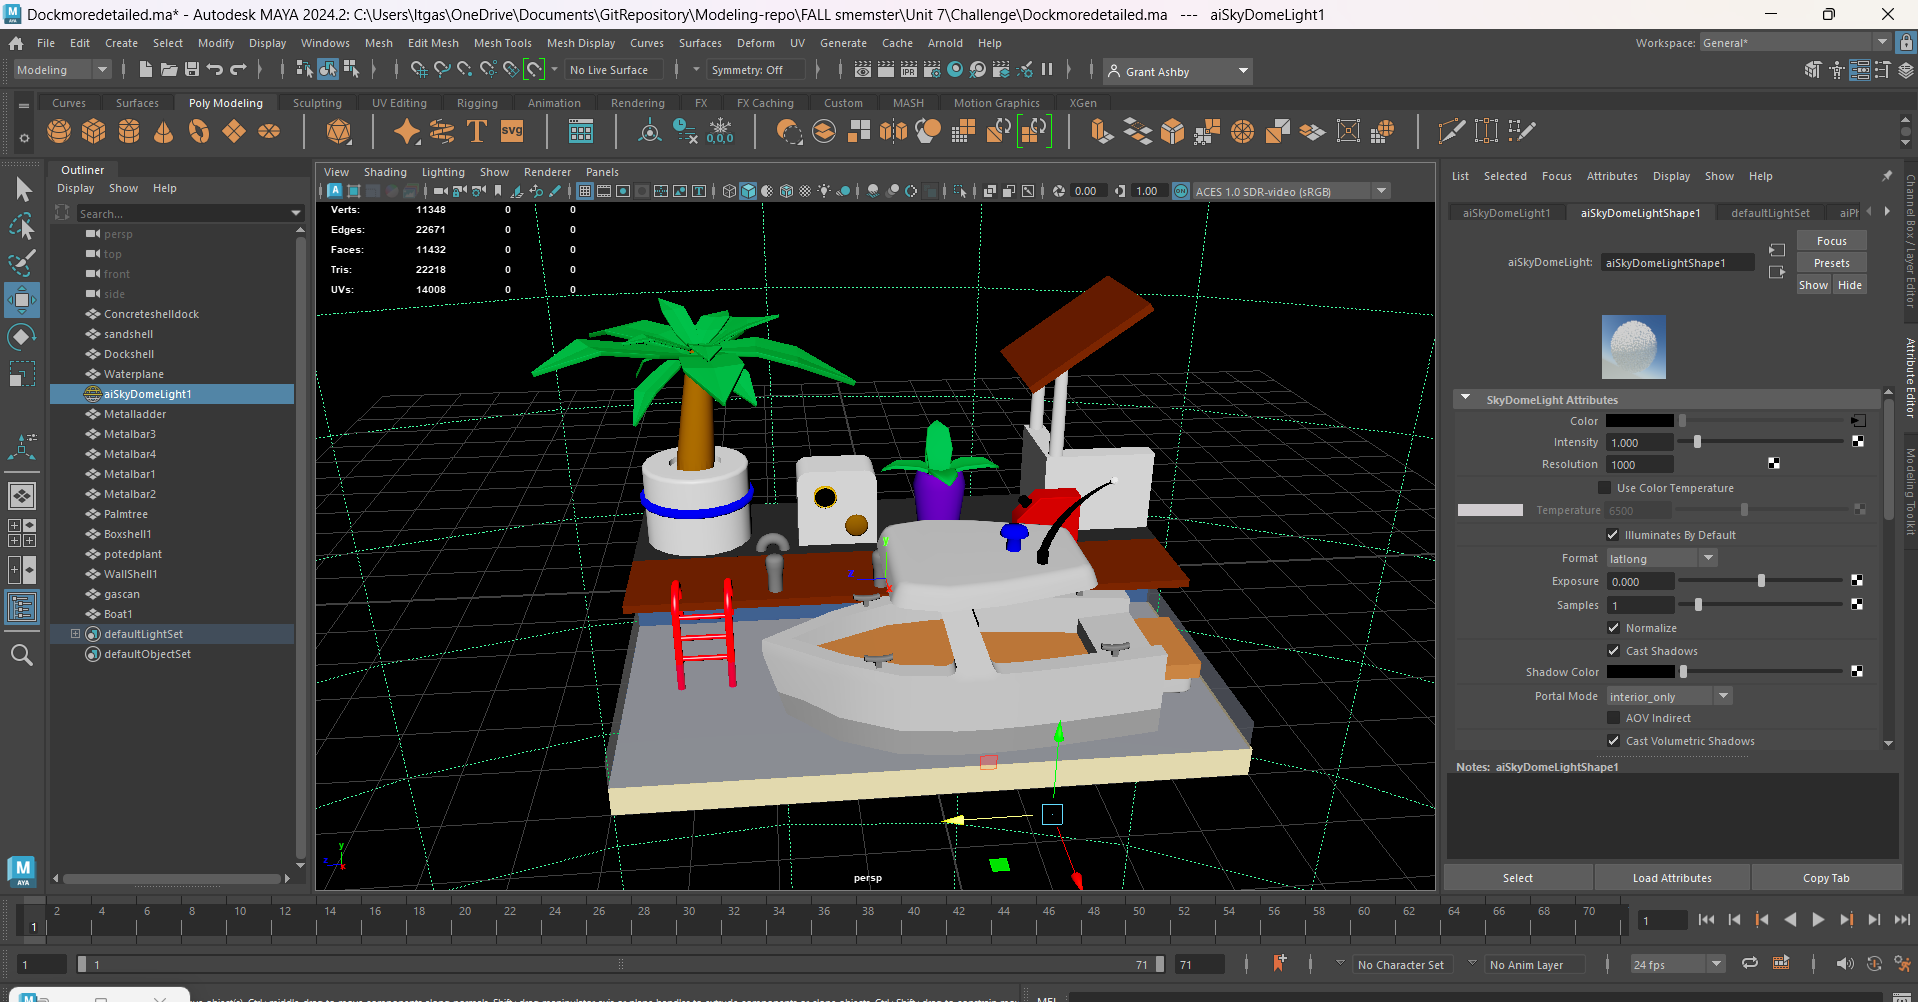 Dockmoredetailed.ma* - Autodesk MAYA 2024.2: C:\Users\ltgas\OneDrive\Documents\GitRepository\Modeling-repo\FALL smemster\Unit 7\Challenge\Dockmoredetailed.ma --- aiSkyDomeLight1
File Edit Create Select Modify Display Windows Mesh Edit Mesh Mesh Tools Mesh Display Curves Surfaces Deform UV Generate Cache Arnold Help
Workspace: General*
Modeling
No Live Surface
Symmetry: Off
IPR
Grant Ashby
Curves Surfaces Poly Modeling Sculpting UV Editing Rigging Animation Rendering FX FX Caching Custom MASH Motion Graphics XGen
SVG
0,0,0
Outliner
Display Show Help
Search...
persp
top
front
side
Concreteshelldock
sandshell
Dockshell
Waterplane
aiSkyDomeLight1
Metalladder
Metalbar3
Metalbar4
Metalbar1
Metalbar2
Palmtree
Boxshell1
potedplant
WallShell1
gascan
Boat1
defaultLightSet
defaultObjectSet
View Shading Lighting Show Renderer Panels
0.00
1.00
ON
ACES 1.0 SDR-video (sRGB)
Verts: 11348 0 0
Edges: 22671 0 0
Faces: 11432 0 0
Tris: 22218 0 0
UVs: 14008 0 0
persp
List Selected Focus Attributes Display Show Help
aiSkyDomeLight1 aiSkyDomeLightShape1 defaultLightSet aiPh
aiSkyDomeLight: aiSkyDomeLightShape1
Focus
Presets
Show Hide
SkyDomeLight Attributes
Color
Intensity 1.000
Resolution 1000
Use Color Temperature
Temperature 6500
Illuminates By Default
Format latlong
Exposure 0.000
Samples 1
Normalize
Cast Shadows
Shadow Color
Portal Mode interior_only
AOV Indirect
Cast Volumetric Shadows
Notes: aiSkyDomeLightShape1
Select
Load Attributes
Copy Tab
Channel Box / Layer Editor
Attribute Editor
Modeling Toolkit
1 2 4 6 8 10 12 14 16 18 20 22 24 26 28 30 32 34 36 38 40 42 44 46 48 50 52 54 56 58 60 62 64 66 68 70
1
1
1
71
71
No Character Set
No Anim Layer
24 fps
MEL